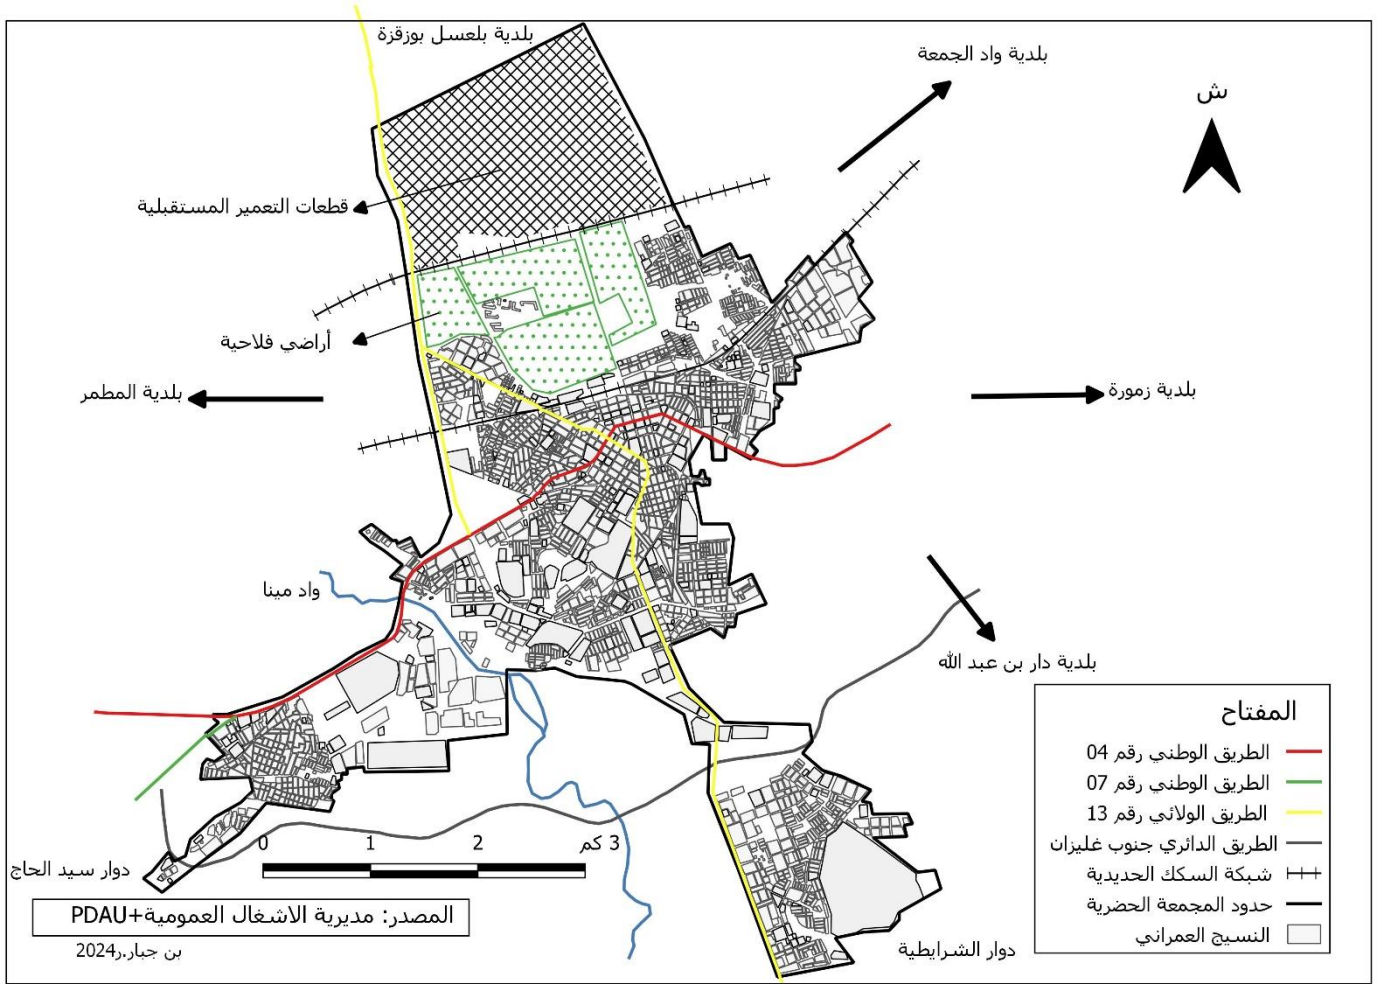 بلدية بلعسل بوزقزة
بلدية واد الجمعة
ش
قطعات التعمير المستقبلية
أراضي فلاحية
بلدية المطمر
بلدية زمورة
واد مينا
بلدية دار بن عبد الله
المفتاح
الطريق الوطني رقم 04
الطريق الوطني رقم 07
الطريق الولائي رقم 13
الطريق الدائري جنوب غليزان
شبكة السكك الحديدية
حدود المجمعة الحضرية
النسيج العمراني
0 1 2 3 كم
دوار سيد الحاج
المصدر: مديرية الاشغال العمومية+PDAU
بن جبار.ر2024
دوار الشرايطية